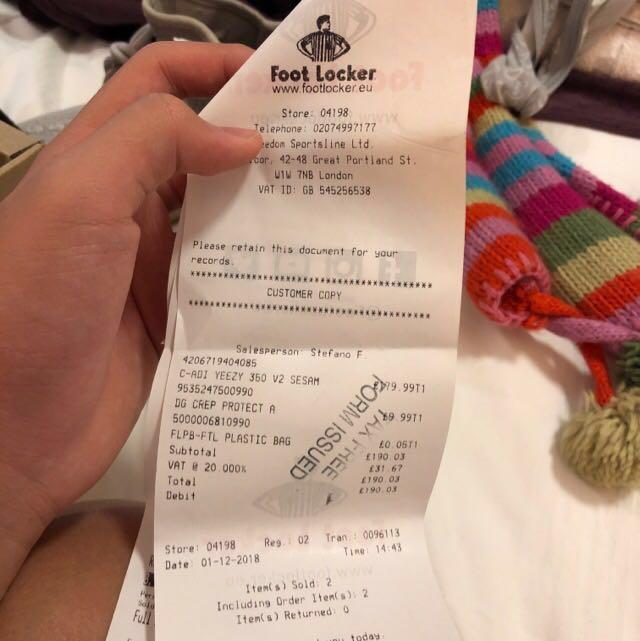 Foot Locker
www.footlocker.eu
Store: 04198
Telephone: 02074997177
eedom Sportsline Ltd.
oor, 42-48 Great Portland St.
W1W 7NB London
VAT ID: GB 545256538
Please retain this document for your
records.
****************************************
CUSTOMER COPY
****************************************
Salesperson: Stefano F.
4206719404085
C-ADI YEEZY 350 V2 SESAM £179.99T1
9535247500990
DG CREP PROTECT A £9.99T1
5000006810990
FLPB-FTL PLASTIC BAG £0.05T1
Subtotal £190.03
VAT @ 20.000% £31.67
Total £190.03
Debit £190.03
TAX FREE
FORM ISSUED
Store: 04198 Reg.: 02 Tran.: 0096113
Date: 01-12-2018 Time: 14:43
Item(s) Sold: 2
Including Order Item(s): 2
Item(s) Returned: 0
today.
Full